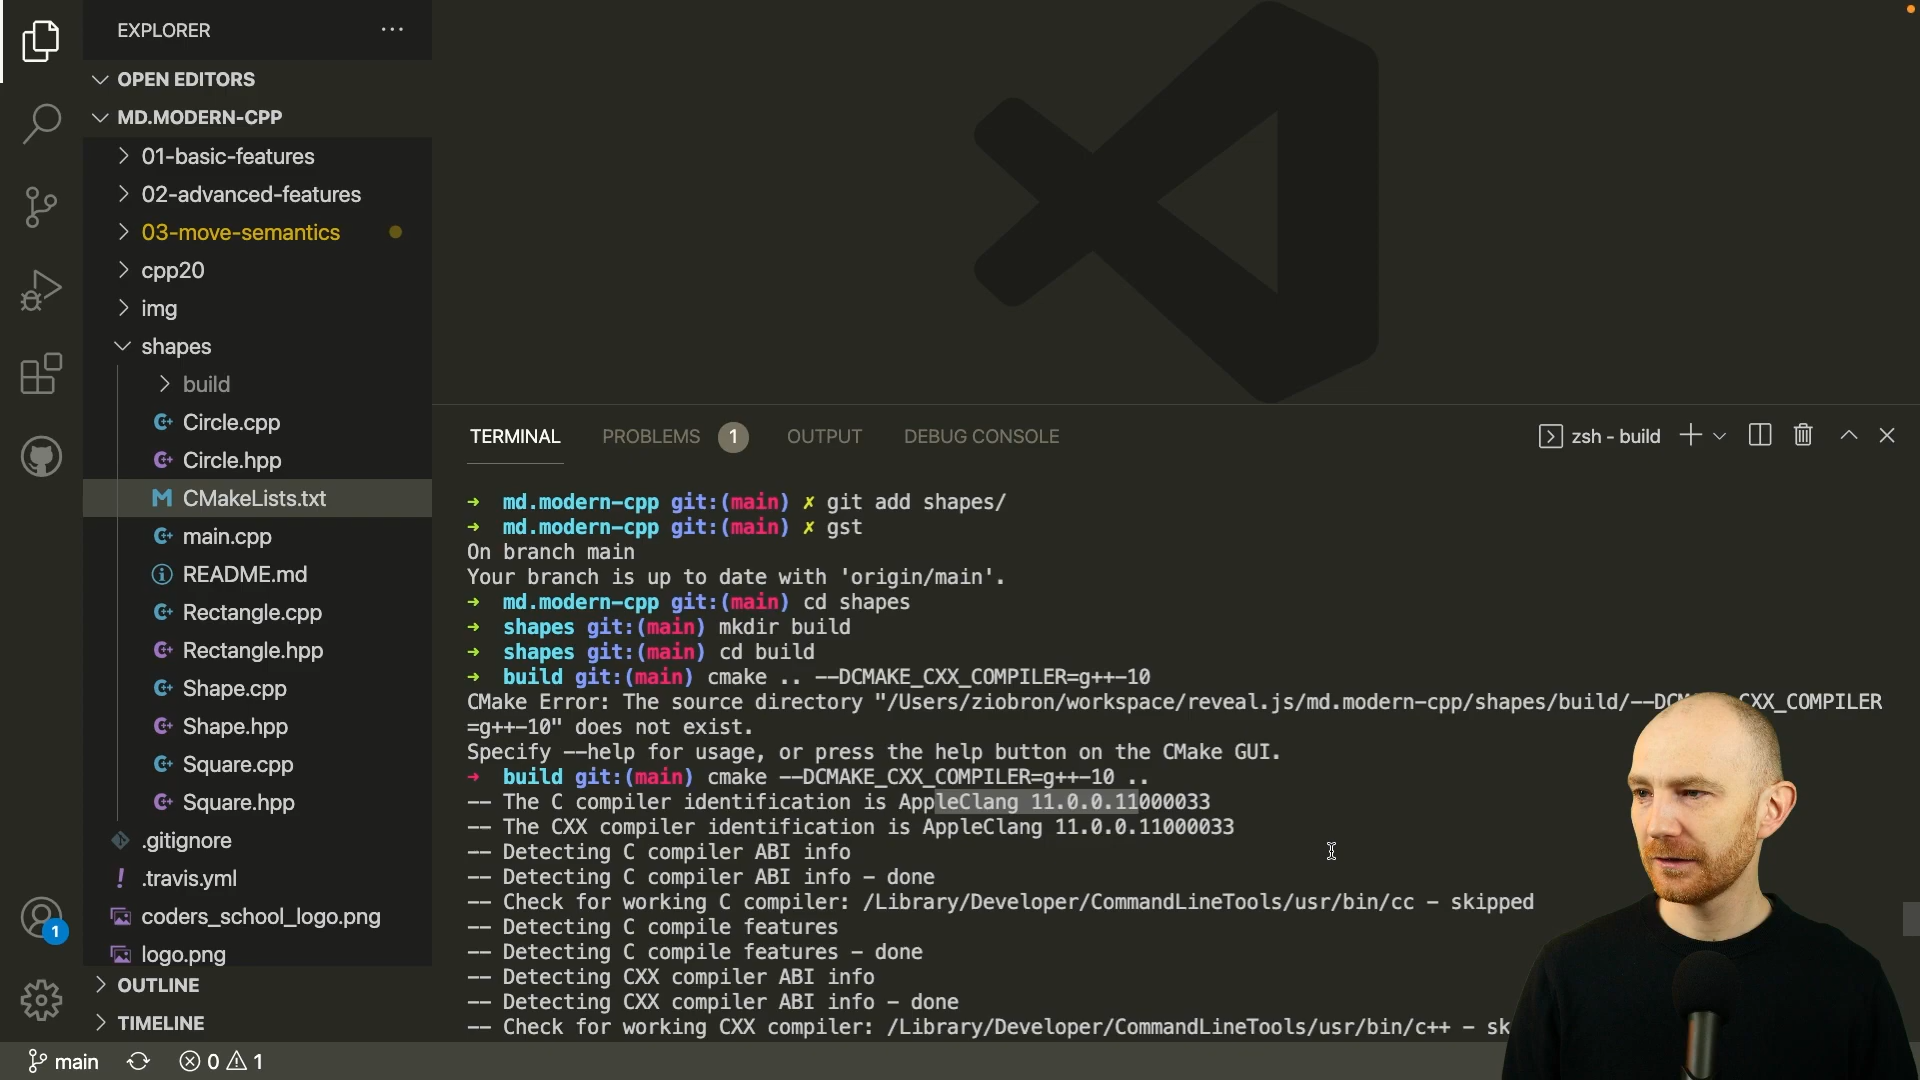 EXPLORER
OPEN EDITORS
MD.MODERN-CPP
01-basic-features
02-advanced-features
03-move-semantics
cpp20
img
shapes
build
Circle.cpp
Circle.hpp
CMakeLists.txt
main.cpp
README.md
Rectangle.cpp
Rectangle.hpp
Shape.cpp
Shape.hpp
Square.cpp
Square.hpp
.gitignore
.travis.yml
coders_school_logo.png
logo.png
OUTLINE
TIMELINE
1
main
0
1
TERMINAL PROBLEMS 1 OUTPUT DEBUG CONSOLE
zsh - build
→ md.modern-cpp git:(main) ✗ git add shapes/
→ md.modern-cpp git:(main) ✗ gst
On branch main
Your branch is up to date with 'origin/main'.
→ md.modern-cpp git:(main) cd shapes
→ shapes git:(main) mkdir build
→ shapes git:(main) cd build
→ build git:(main) cmake .. --DCMAKE_CXX_COMPILER=g++-10
CMake Error: The source directory "/Users/ziobron/workspace/reveal.js/md.modern-cpp/shapes/build/--DCM CXX_COMPILER
=g++-10" does not exist.
Specify --help for usage, or press the help button on the CMake GUI.
→ build git:(main) cmake --DCMAKE_CXX_COMPILER=g++-10 ..
-- The C compiler identification is AppleClang 11.0.0.11000033
-- The CXX compiler identification is AppleClang 11.0.0.11000033
-- Detecting C compiler ABI info
-- Detecting C compiler ABI info - done
-- Check for working C compiler: /Library/Developer/CommandLineTools/usr/bin/cc - skipped
-- Detecting C compile features
-- Detecting C compile features - done
-- Detecting CXX compiler ABI info
-- Detecting CXX compiler ABI info - done
-- Check for working CXX compiler: /Library/Developer/CommandLineTools/usr/bin/c++ - sk